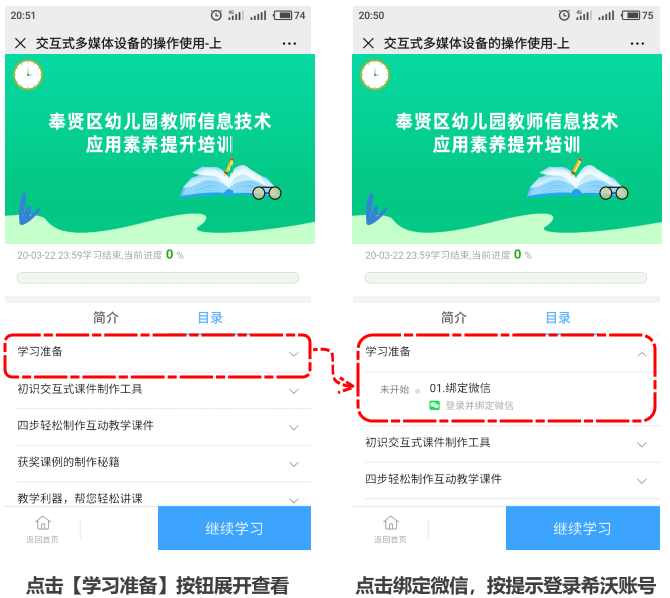 20:51
4G
74
交互式多媒体设备的操作使用-上
奉贤区幼儿园教师信息技术
应用素养提升培训
20-03-22 23:59学习结束,当前进度 0 %
简介
目录
学习准备
初识交互式课件制作工具
四步轻松制作互动教学课件
获奖课例的制作秘籍
教学利器，帮您轻松讲课
返回首页
继续学习
点击【学习准备】按钮展开查看
20:50
4G
75
交互式多媒体设备的操作使用-上
奉贤区幼儿园教师信息技术
应用素养提升培训
20-03-22 23:59学习结束,当前进度 0 %
简介
目录
学习准备
未开始
01.绑定微信
登录并绑定微信
初识交互式课件制作工具
四步轻松制作互动教学课件
返回首页
继续学习
点击绑定微信，按提示登录希沃账号